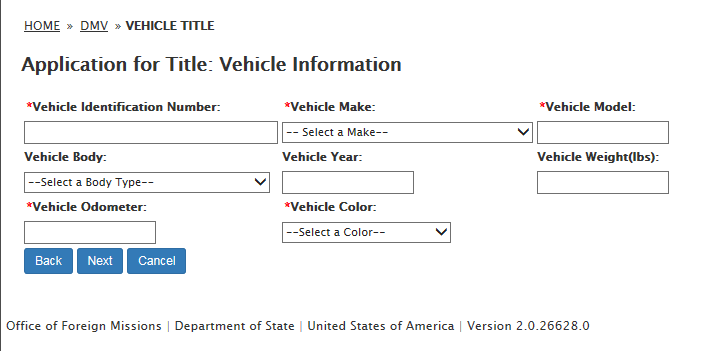 HOME » DMV » VEHICLE TITLE
Application for Title: Vehicle Information
*Vehicle Identification Number: *Vehicle Make: *Vehicle Model:
-- Select a Make--
Vehicle Body: Vehicle Year: Vehicle Weight(lbs):
--Select a Body Type--
*Vehicle Odometer: *Vehicle Color:
--Select a Color--
Back Next Cancel
Office of Foreign Missions | Department of State | United States of America | Version 2.0.26628.0